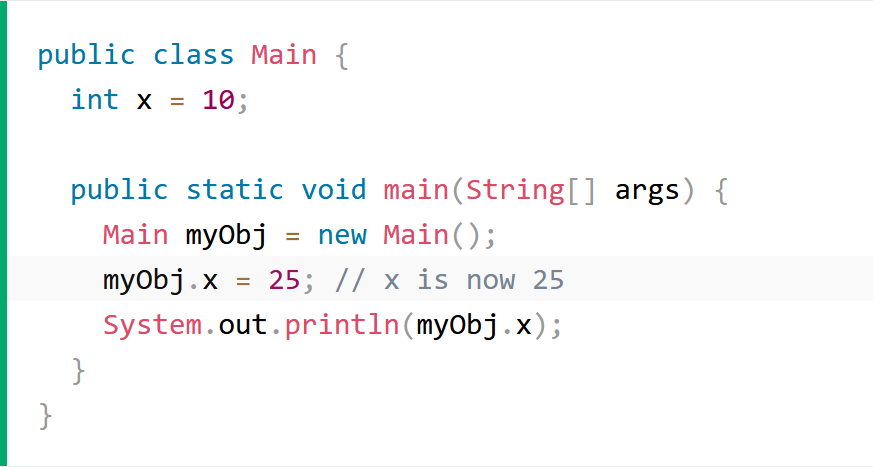 public class Main {
  int x = 10;

  public static void main(String[] args) {
    Main myObj = new Main();
    myObj.x = 25; // x is now 25
    System.out.println(myObj.x);
  }
}